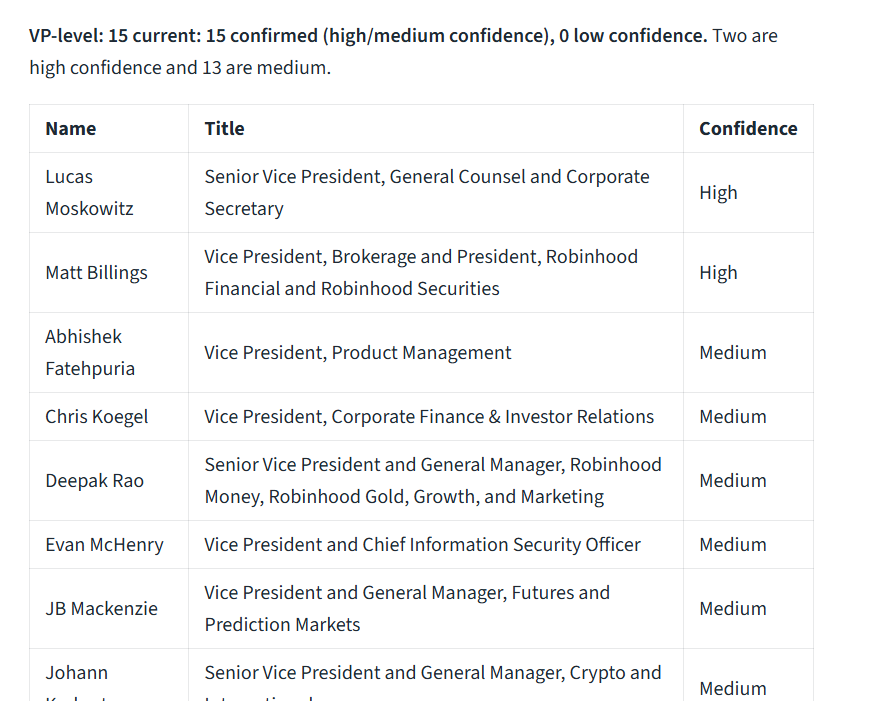 VP-level: 15 current: 15 confirmed (high/medium confidence), 0 low confidence. Two are
high confidence and 13 are medium.
Name Title Confidence
Lucas Moskowitz Senior Vice President, General Counsel and Corporate Secretary High
Matt Billings Vice President, Brokerage and President, Robinhood Financial and Robinhood Securities High
Abhishek Fatehpuria Vice President, Product Management Medium
Chris Koegel Vice President, Corporate Finance & Investor Relations Medium
Deepak Rao Senior Vice President and General Manager, Robinhood Money, Robinhood Gold, Growth, and Marketing Medium
Evan McHenry Vice President and Chief Information Security Officer Medium
JB Mackenzie Vice President and General Manager, Futures and Prediction Markets Medium
Johann Senior Vice President and General Manager, Crypto and Medium